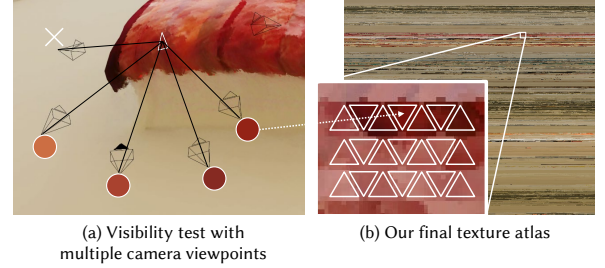 (a) Visibility test with
multiple camera viewpoints
(b) Our final texture atlas